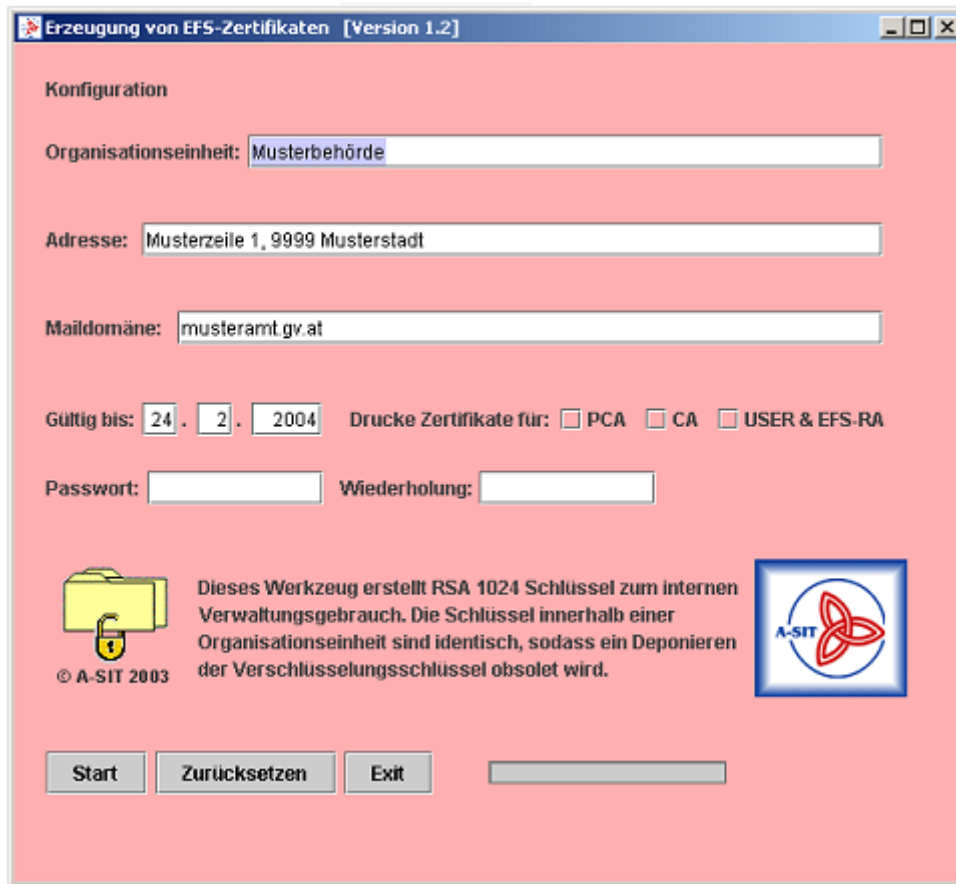 Erzeugung von EFS-Zertifikaten [Version 1.2]
Konfiguration
Organisationseinheit: Musterbehörde
Adresse: Musterzeile 1, 9999 Musterstadt
Maildomäne: musteramt.gv.at
Gültig bis: 24 . 2 . 2004 Drucke Zertifikate für: PCA CA USER & EFS-RA
Passwort: Wiederholung:
Dieses Werkzeug erstellt RSA 1024 Schlüssel zum internen
Verwaltungsgebrauch. Die Schlüssel innerhalb einer
Organisationseinheit sind identisch, sodass ein Deponieren
der Verschlüsselungsschlüssel obsolet wird.
© A-SIT 2003
A-SIT
Start Zurücksetzen Exit